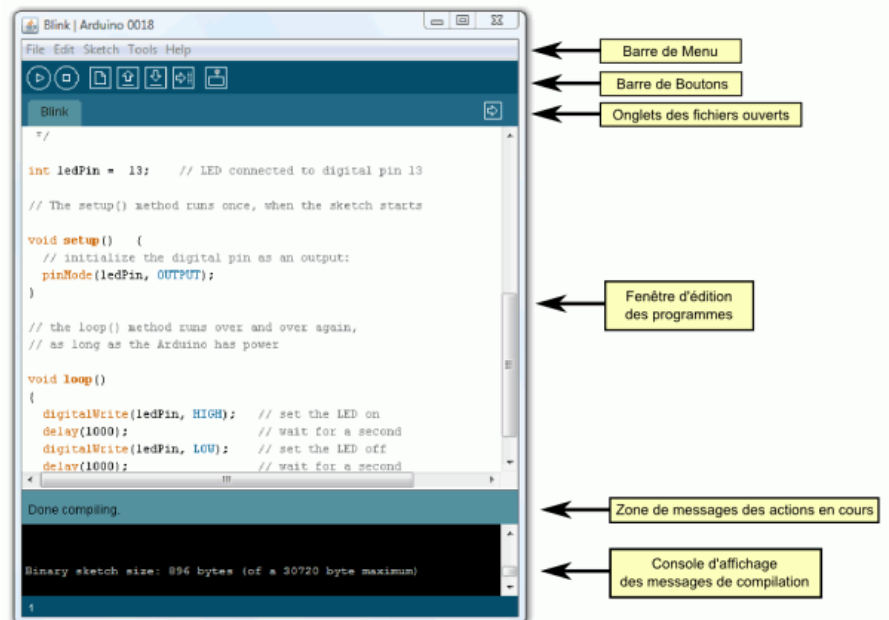 Blink | Arduino 0018
File Edit Sketch Tools Help
Barre de Menu
Barre de Boutons
Blink
Onglets des fichiers ouverts
*/
int ledPin = 13; // LED connected to digital pin 13
// The setup() method runs once, when the sketch starts
void setup() {
// initialize the digital pin as an output:
pinMode(ledPin, OUTPUT);
}
Fenêtre d'édition
des programmes
// the loop() method runs over and over again,
// as long as the Arduino has power
void loop()
{
digitalWrite(ledPin, HIGH); // set the LED on
delay(1000); // wait for a second
digitalWrite(ledPin, LOW); // set the LED off
delay(1000); // wait for a second
Done compiling.
Zone de messages des actions en cours
Binary sketch size: 896 bytes (of a 30720 byte maximum)
Console d'affichage
des messages de compilation
1